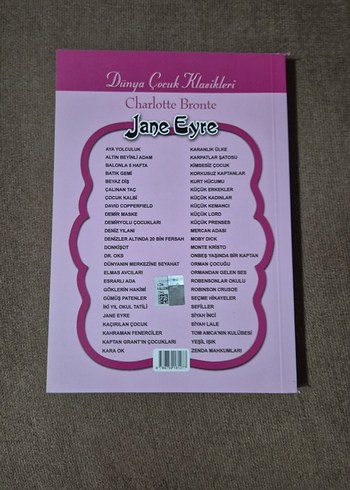 Dünya Çocuk Klasikleri
Charlotte Bronte
Jane Eyre
AYA YOLCULUK
ALTIN BEYİNLİ ADAM
BALONLA 5 HAFTA
BATIK GEMİ
BEYAZ DİŞ
ÇALINAN TAÇ
ÇOCUK KALBİ
DAVID COPPERFIELD
DEMİR MASKE
DEMİRYOLU ÇOCUKLARI
DENİZ YILANI
DENİZLER ALTINDA 20 BİN FERSAH
DONKİŞOT
DR. OKS
DÜNYANIN MERKEZİNE SEYAHAT
ELMAS AVCILARI
ESRARLI ADA
GÖKLERİN HAKİMİ
GÜMÜŞ PATENLER
İKİ YIL OKUL TATİLİ
JANE EYRE
KAÇIRILAN ÇOCUK
KAHRAMAN FENERCİLER
KAPTAN GRANT'IN ÇOCUKLARI
KARA OK
KARANLIK ÜLKE
KARPATLAR ŞATOSU
KİMSESİZ ÇOCUK
KORKUSUZ KAPTANLAR
KURT HÜCUMU
KÜÇÜK ERKEKLER
KÜÇÜK KADINLAR
KÜÇÜK KEMANCI
KÜÇÜK LORD
KÜÇÜK PRENSES
MERCAN ADASI
MOBY DICK
MONTE KRİSTO
ONBEŞ YAŞINDA BİR KAPTAN
ORMAN ÇOCUĞU
ORMANDAN GELEN SES
ROBENSONLAR OKULU
ROBINSON CRUSOE
SEÇME HİKAYELER
SEFİLLER
SİYAH İNCİ
SİYAH LALE
TOM AMCA'NIN KULÜBESİ
YEŞİL IŞIK
ZENDA MAHKUMLARI